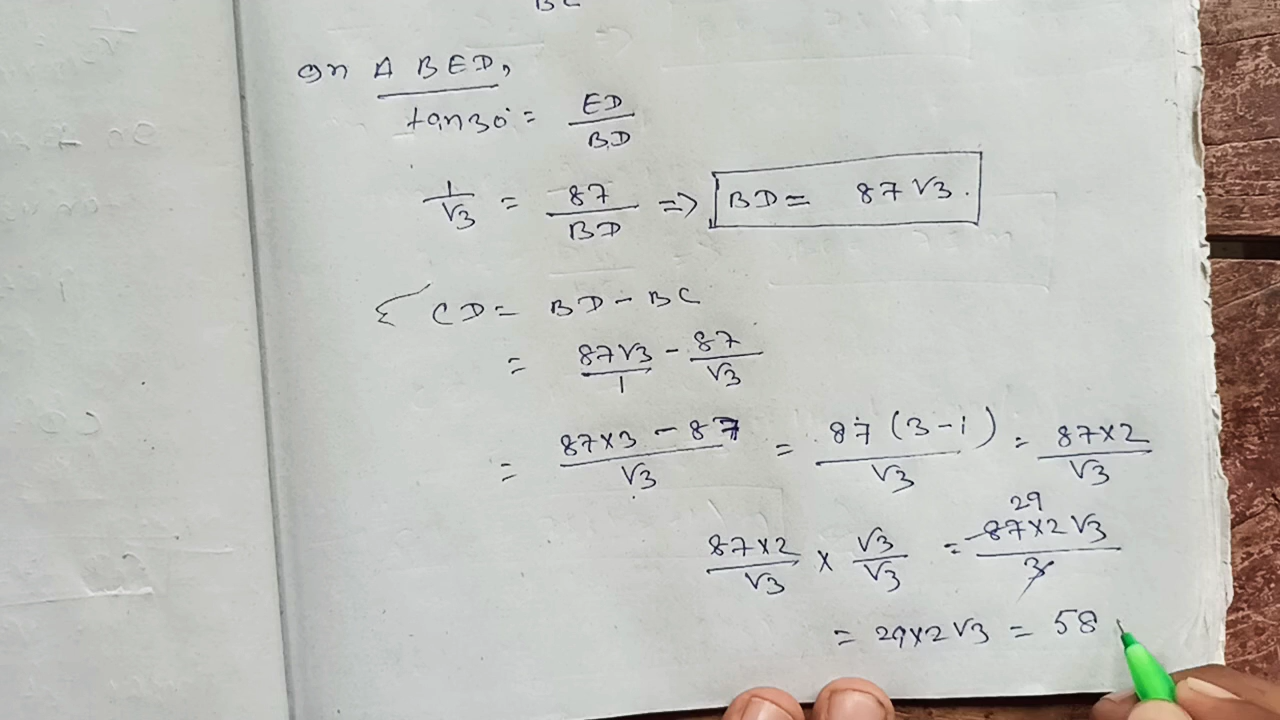 BC
In Δ BED,
tan30° = ED/BD
1/√3 = 87/BD => BD = 87√3.
CD = BD - BC
= 87√3/1 - 87/√3
= 87×3 - 87/√3 = 87(3-1)/√3 = 87×2/√3
87×2/√3 × √3/√3 = 29 87×2√3/3
= 29×2√3 = 58